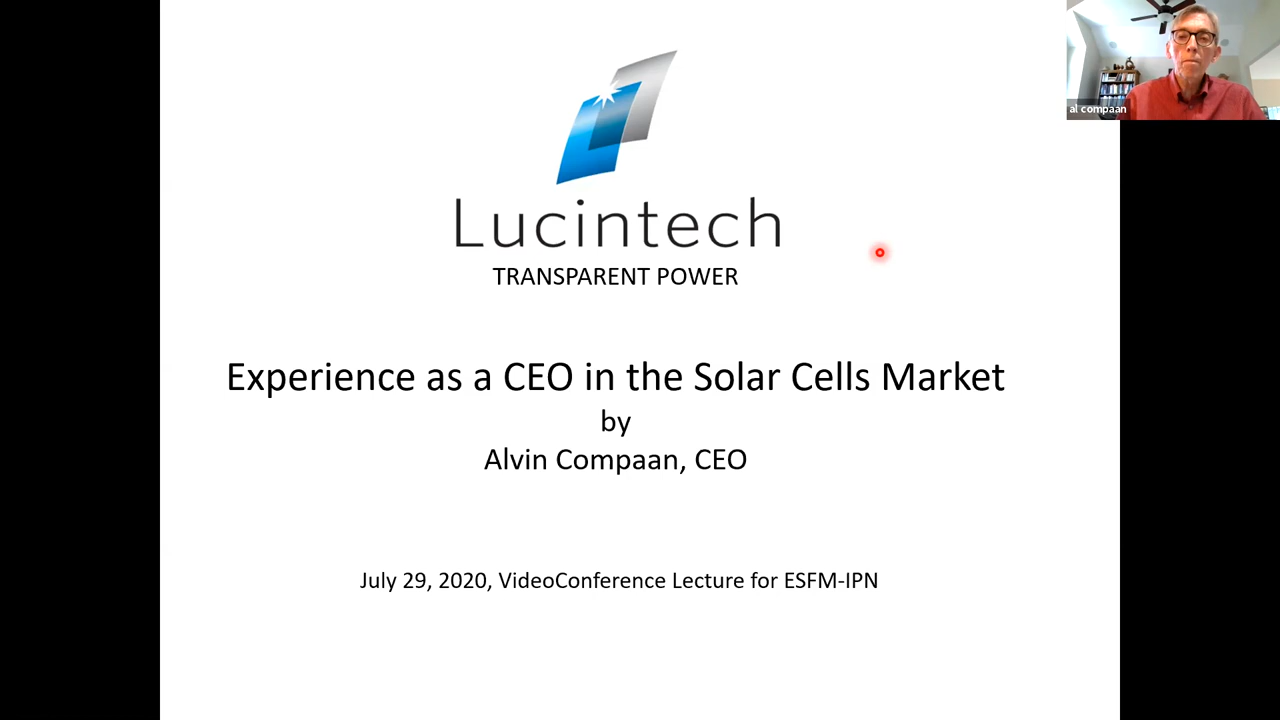 al compaan
Lucintech
TRANSPARENT POWER
Experience as a CEO in the Solar Cells Market
by
Alvin Compaan, CEO
July 29, 2020, VideoConference Lecture for ESFM-IPN